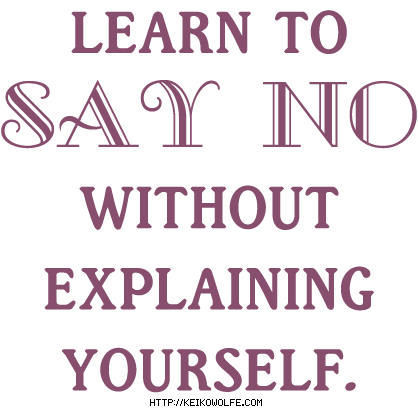 LEARN TO
SAY NO
WITHOUT
EXPLAINING
YOURSELF.
HTTP://KEIKOWOLFE.COM